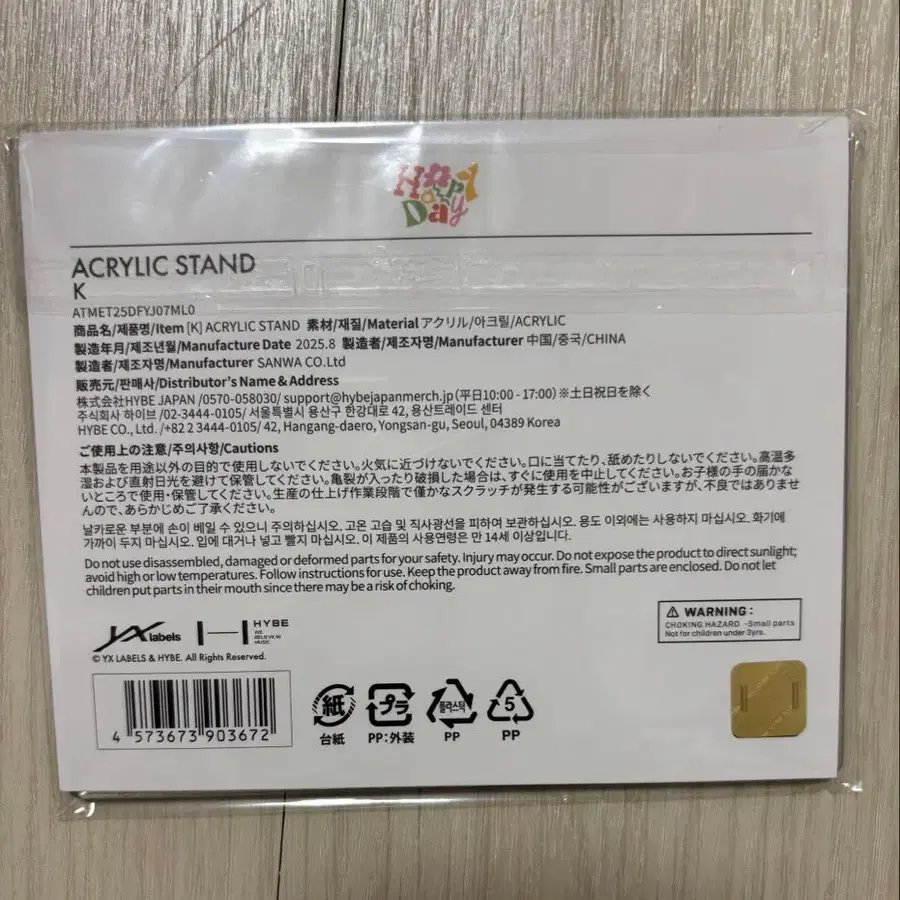 Happy
Day
ACRYLIC STAND
K
ATMET25DFYJ07ML0
商品名/제품명/Item [K] ACRYLIC STAND 素材/재질/Material アクリル/아크릴/ACRYLIC
製造年月/제조년월/Manufacture Date 2025.8 製造者/제조자명/Manufacturer 中国/중국/CHINA
製造者/제조자명/Manufacturer SANWA CO.Ltd
販売元/판매사/Distributor's Name & Address
株式会社HYBE JAPAN /0570-058030/ support@hybejapanmerch.jp (平日10:00 - 17:00) ※土日祝日を除く
주식회사 하이브 /02-3444-0105/ 서울특별시 용산구 한강대로 42, 용산트레이드 센터
HYBE CO., Ltd. /+82 2 3444-0105/ 42, Hangang-daero, Yongsan-gu, Seoul, 04389 Korea
ご使用上の注意/주의사항/Cautions
本製品を用途以外の目的で使用しないでください。火気に近づけないでください。口に当てたり、舐めたりしないでください。高温多
湿および直射日光を避けて保管してください。亀裂が入ったり破損した場合は、すぐに使用を中止してください。お子様の手の届かな
いところで使用・保管してください。生産の仕上げ作業段階で僅かなスクラッチが発生する可能性がございますが、不良ではありませ
んので、あらかじめご了承ください。
날카로운 부분에 손이 베일 수 있으니 주의하십시오. 고온 고습 및 직사광선을 피하여 보관하십시오. 용도 이외에는 사용하지 마십시오. 화기에
가까이 두지 마십시오. 입에 대거나 넣고 빨지 마십시오. 이 제품의 사용연령은 만 14세 이상입니다.
Do not use disassembled, damaged or deformed parts for your safety. Injury may occur. Do not expose the product to direct sunlight;
avoid high or low temperatures. Follow instructions for use. Keep the product away from fire. Small parts are enclosed. Do not let
children put parts in their mouth since there may be a risk of choking.
⚠ WARNING :
CHOKING HAZARD -Small parts
Not for children under 3yrs.
YX labels HYBE
WE
BELIEVE IN
MUSIC
© YX LABELS & HYBE. All Rights Reserved.
4 573673 903672
紙 プラ 플라스틱 5
台紙 PP:外装 PP PP